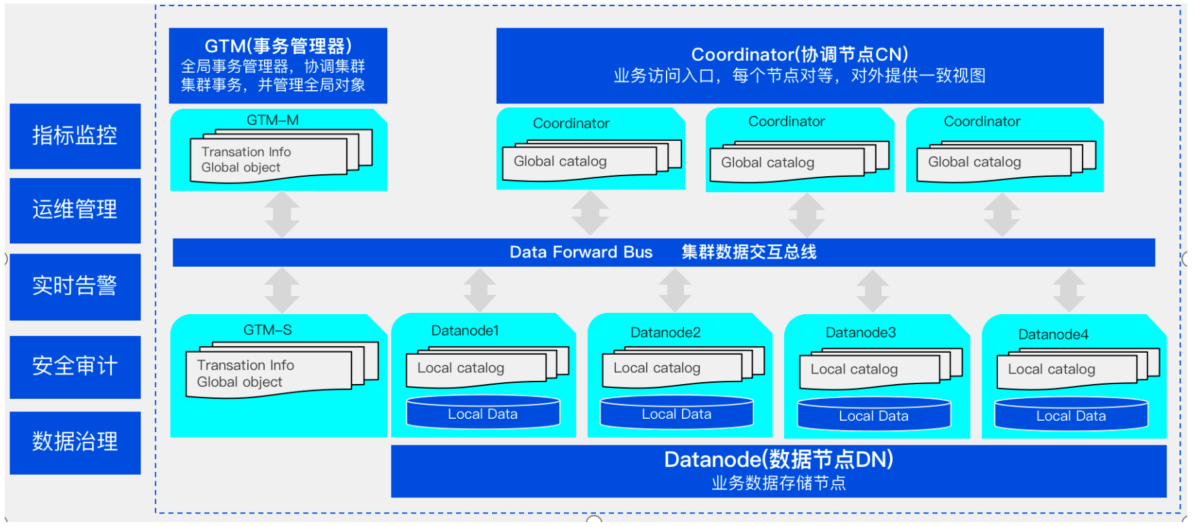 指标监控
运维管理
实时告警
安全审计
数据治理
GTM(事务管理器)
全局事务管理器，协调集群
集群事务，并管理全局对象
Coordinator(协调节点CN)
业务访问入口，每个节点对等，对外提供一致视图
GTM-M
Transation Info
Global object
Coordinator
Global catalog
Coordinator
Global catalog
Coordinator
Global catalog
Data Forward Bus 集群数据交互总线
GTM-S
Transation Info
Global object
Datanode1
Local catalog
Local Data
Datanode2
Local catalog
Local Data
Datanode3
Local catalog
Local Data
Datanode4
Local catalog
Local Data
Datanode(数据节点DN)
业务数据存储节点